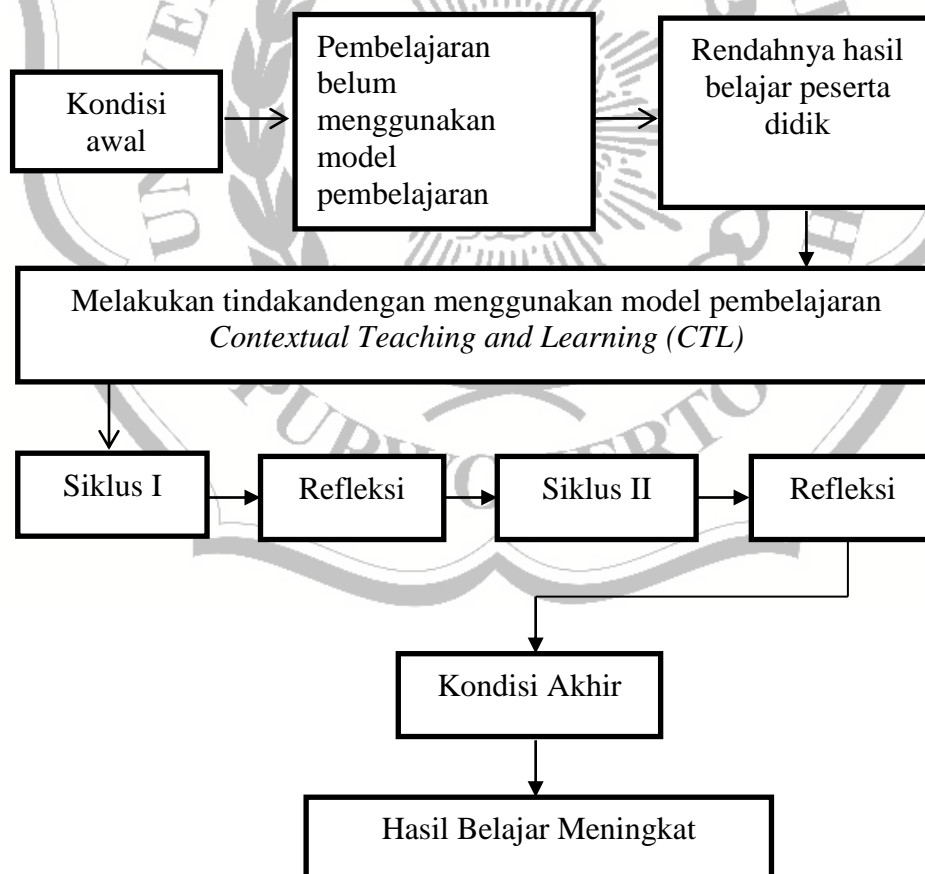 Kondisi
awal
Pembelajaran
belum
menggunakan
model
pembelajaran
Rendahnya hasil
belajar peserta
didik
Melakukan tindakandengan menggunakan model pembelajaran
Contextual Teaching and Learning (CTL)
Siklus I
Refleksi
Siklus II
Refleksi
Kondisi Akhir
Hasil Belajar Meningkat